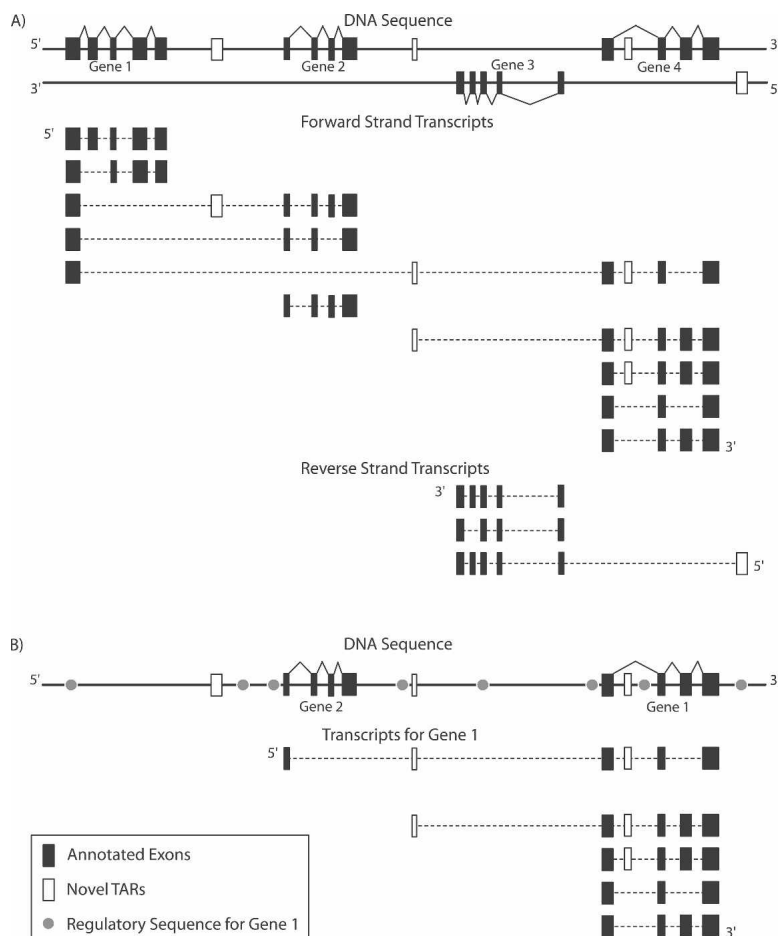 A)
DNA Sequence
5' 3
Gene 1 Gene 2 Gene 3 Gene 4
3' 5
Forward Strand Transcripts
5'
3'
Reverse Strand Transcripts
3'
5'
B)
DNA Sequence
5' 3
Gene 2 Gene 1
Transcripts for Gene 1
5'
Annotated Exons
Novel TARs
Regulatory Sequence for Gene 1
3'